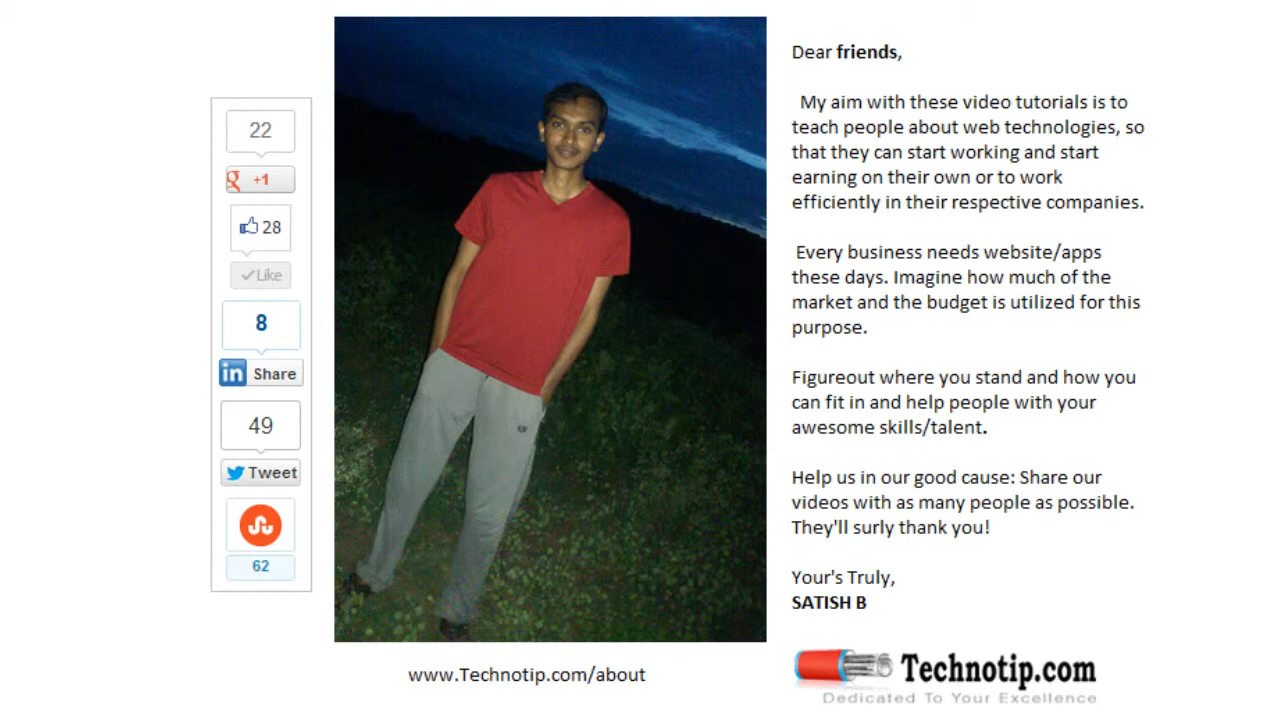 22
+1
28
Like
8
in Share
49
Tweet
62
Dear friends,
My aim with these video tutorials is to
teach people about web technologies, so
that they can start working and start
earning on their own or to work
efficiently in their respective companies.
Every business needs website/apps
these days. Imagine how much of the
market and the budget is utilized for this
purpose.
Figureout where you stand and how you
can fit in and help people with your
awesome skills/talent.
Help us in our good cause: Share our
videos with as many people as possible.
They'll surly thank you!
Your's Truly,
SATISH B
www.Technotip.com/about
Technotip.com
Dedicated To Your Excellence